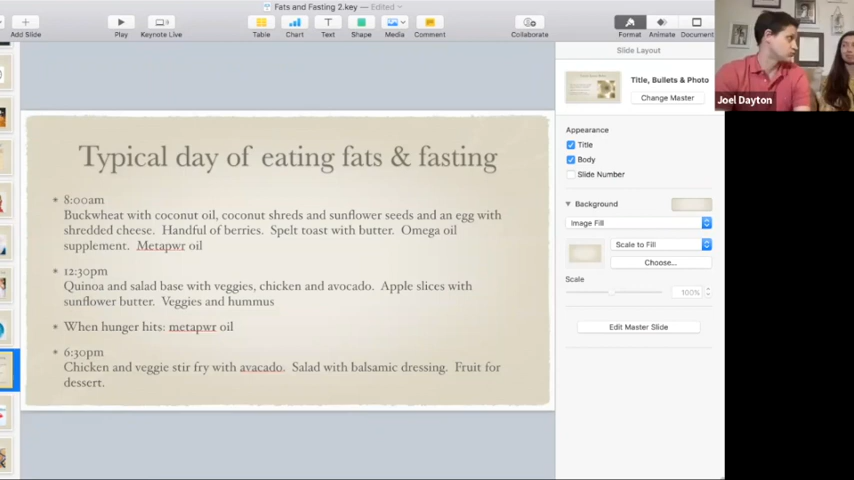 Fats and Fasting 2.key — Edited
Add Slide
Play
Keynote Live
Table
Chart
Text
Shape
Media
Comment
Collaborate
Format
Animate
Document
Slide Layout
Title, Bullets & Photo
Change Master
Joel Dayton
Appearance
Title
Body
Slide Number
Background
Image Fill
Scale to Fill
Choose...
Scale
100%
Edit Master Slide
Typical day of eating fats & fasting
8:00am
Buckwheat with coconut oil, coconut shreds and sunflower seeds and an egg with
shredded cheese. Handful of berries. Spelt toast with butter. Omega oil
supplement. Metapwr oil
12:30pm
Quinoa and salad base with veggies, chicken and avocado. Apple slices with
sunflower butter. Veggies and hummus
When hunger hits: metapwr oil
6:30pm
Chicken and veggie stir fry with avacado. Salad with balsamic dressing. Fruit for
dessert.